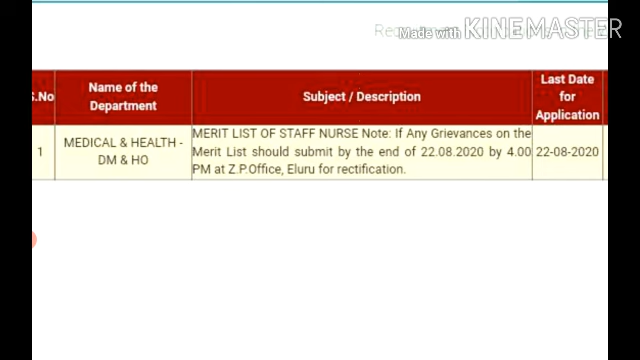 Made with KINEMASTER
S.No
Name of the
Department
Subject / Description
Last Date
for
Application
1
MEDICAL & HEALTH -
DM & HO
MERIT LIST OF STAFF NURSE Note: If Any Grievances on the
Merit List should submit by the end of 22.08.2020 by 4.00
PM at Z.P.Office, Eluru for rectification.
22-08-2020